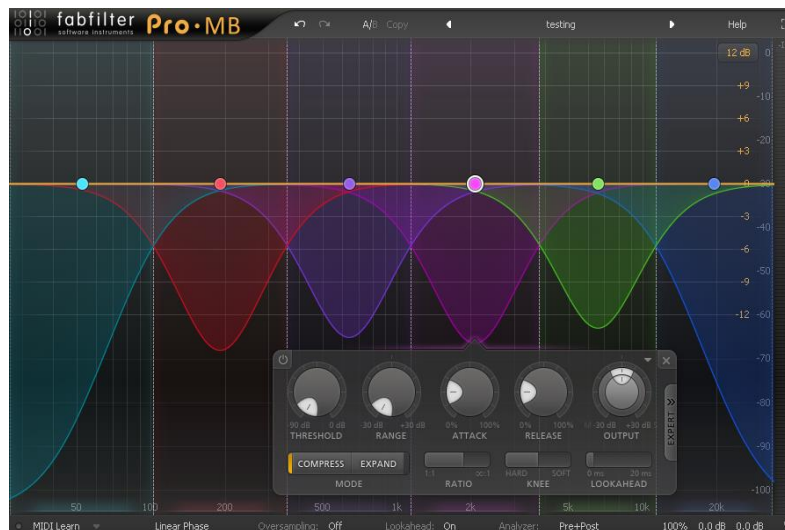 fabfilter Pro·MB
software instruments
A/B Copy testing Help
12 dB 0
+9
-10
+6
-20
+3
0 -30
-3
-40
-6
-50
-9
-12 -60
-70
-80
-90
-100
-90 dB 0 dB -30 dB +30 dB 0% 100% 0% 100% -30 dB +30 dB
THRESHOLD RANGE ATTACK RELEASE OUTPUT
EXPERT
COMPRESS EXPAND 1:1 ∞:1 HARD SOFT 0 ms 20 ms
MODE RATIO KNEE LOOKAHEAD
50 100 200 500 1k 5k 10k 20k
MIDI Learn Linear Phase Oversampling: Off Lookahead: On Analyzer: Pre+Post 100% 0.0 dB 0.0 dB